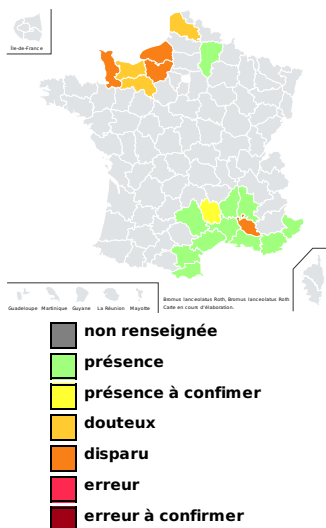 Île-de-France
Guadeloupe Martinique Guyane La Réunion Mayotte
Bromus lanceolatus Roth, Bromus lanceolatus Roth
Carte en cours d'élaboration.
non renseignée
présence
présence à confimer
douteux
disparu
erreur
erreur à confirmer